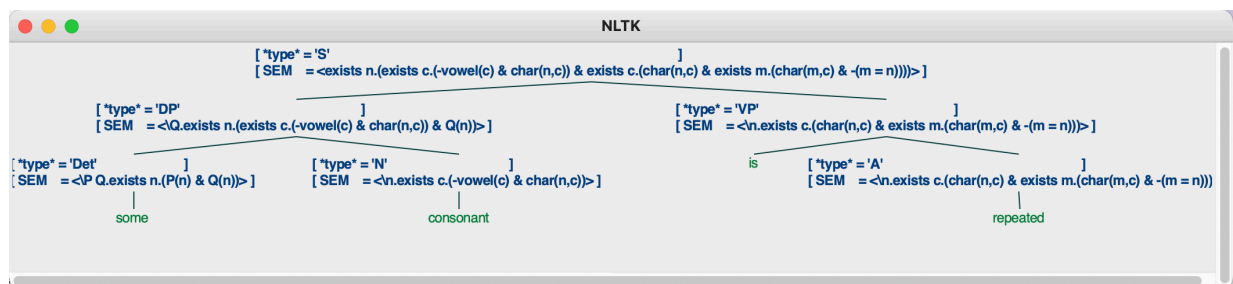 NLTK
[ *type* = 'S' ]
[ SEM = <exists n.(exists c.(-vowel(c) & char(n,c)) & exists c.(char(n,c) & exists m.(char(m,c) & -(m = n))))> ]
[ *type* = 'DP' ] [ *type* = 'VP' ]
[ SEM = <\Q.exists n.(exists c.(-vowel(c) & char(n,c)) & Q(n))> ] [ SEM = <\n.exists c.(char(n,c) & exists m.(char(m,c) & -(m = n)))> ]
[ *type* = 'Det' ] [ *type* = 'N' ] is [ *type* = 'A' ]
[ SEM = <\P Q.exists n.(P(n) & Q(n))> ] [ SEM = <\n.exists c.(-vowel(c) & char(n,c))> ] [ SEM = <\n.exists c.(char(n,c) & exists m.(char(m,c) & -(m = n)))
some consonant repeated